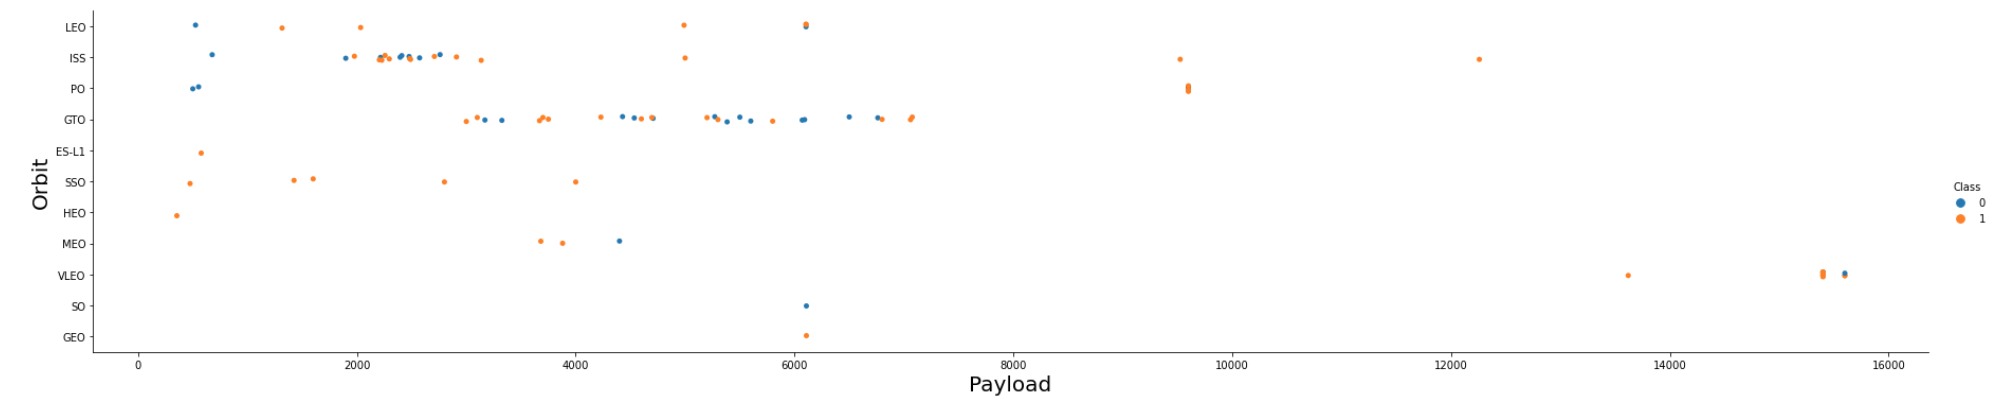 LEO
ISS
PO
GTO
ES-L1
SSO
HEO
MEO
VLEO
SO
GEO
Orbit
0 2000 4000 6000 8000 10000 12000 14000 16000
Payload
Class
0
1